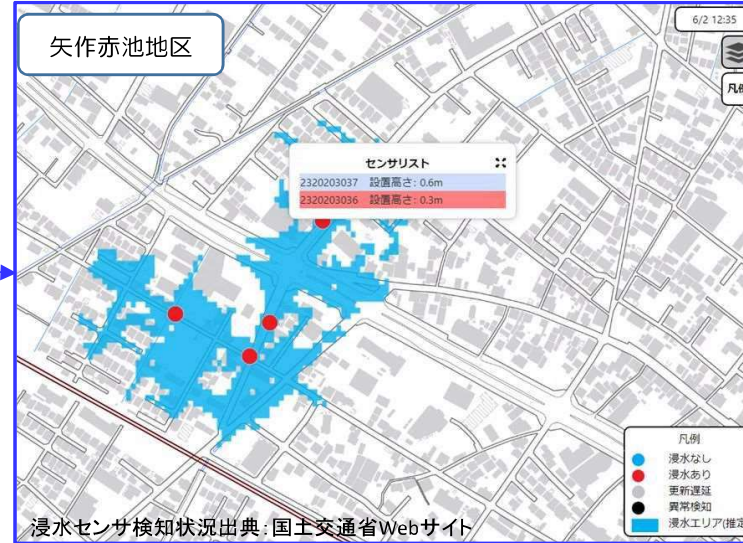 矢作赤池地区
6/2 12:35
凡例
センサリスト
2320203037 設置高さ: 0.6m
2320203036 設置高さ: 0.3m
凡例
浸水なし
浸水あり
更新遅延
異常検知
浸水エリア(推定
浸水センサ検知状況出典:国土交通省Webサイト